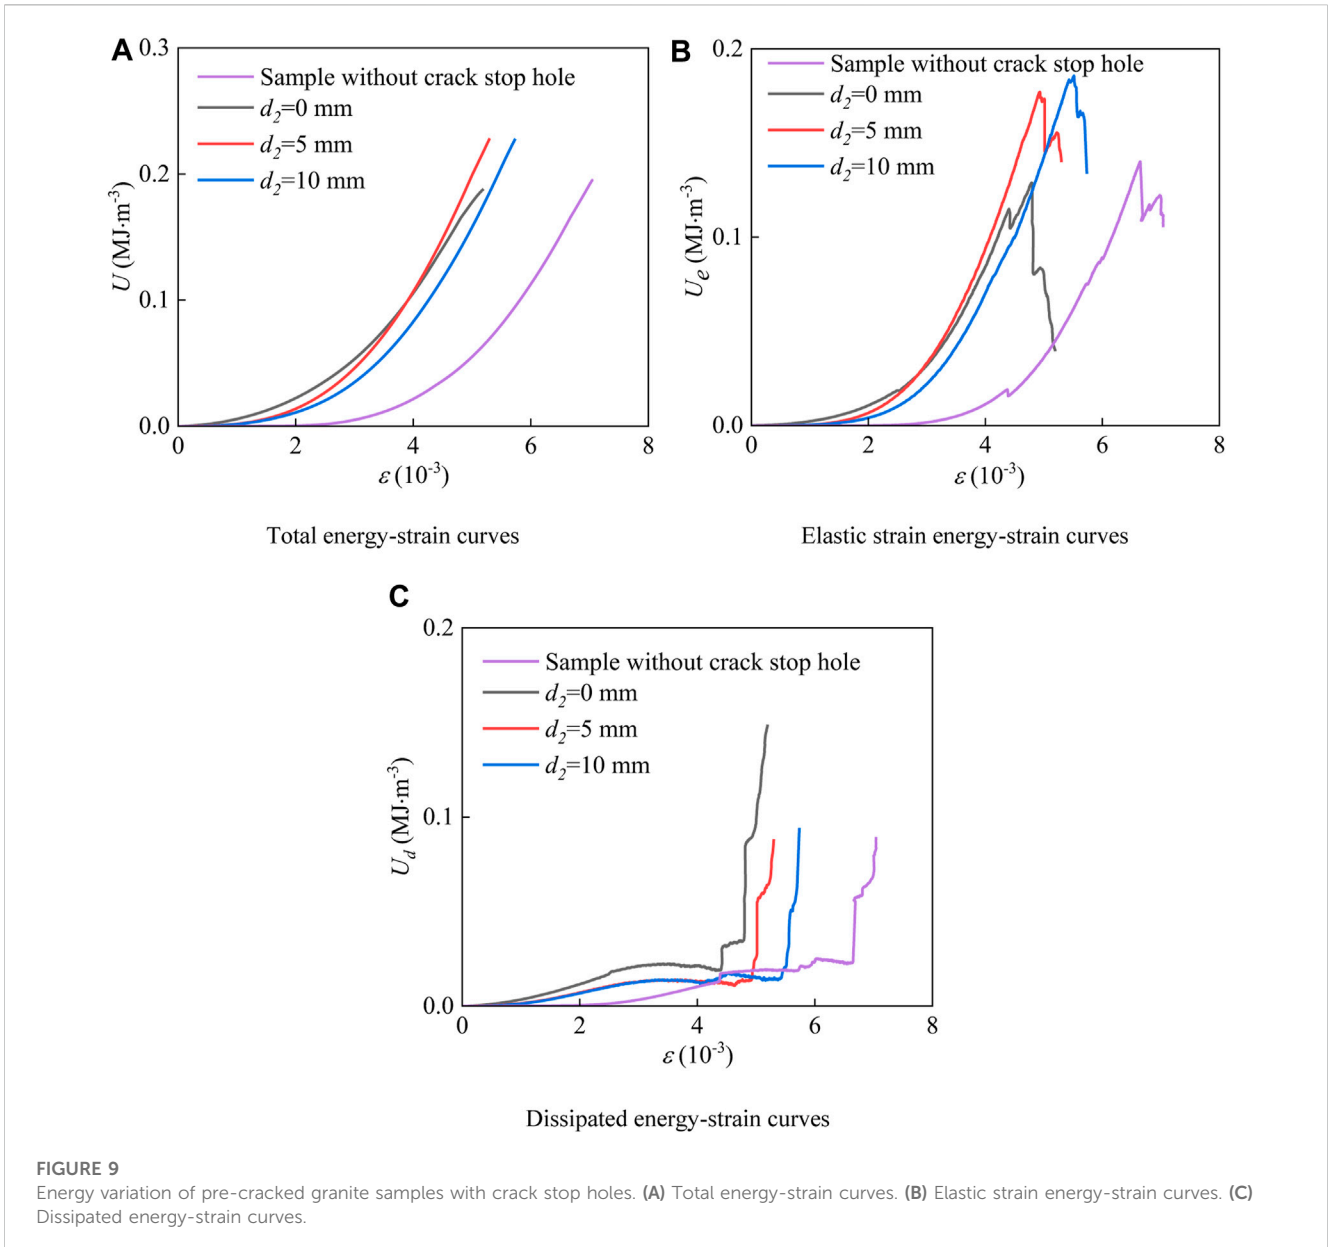 A
0.3
0.2
0.1
0.0
U (MJ·m⁻³)
Sample without crack stop hole
d₂=0 mm
d₂=5 mm
d₂=10 mm
0 2 4 6 8
ε (10⁻³)
Total energy-strain curves
B
0.2
0.1
0.0
Uₑ (MJ·m⁻³)
Sample without crack stop hole
d₂=0 mm
d₂=5 mm
d₂=10 mm
0 2 4 6 8
ε (10⁻³)
Elastic strain energy-strain curves
C
0.2
0.1
0.0
U_d (MJ·m⁻³)
Sample without crack stop hole
d₂=0 mm
d₂=5 mm
d₂=10 mm
0 2 4 6 8
ε (10⁻³)
Dissipated energy-strain curves
FIGURE 9
Energy variation of pre-cracked granite samples with crack stop holes. (A) Total energy-strain curves. (B) Elastic strain energy-strain curves. (C)
Dissipated energy-strain curves.